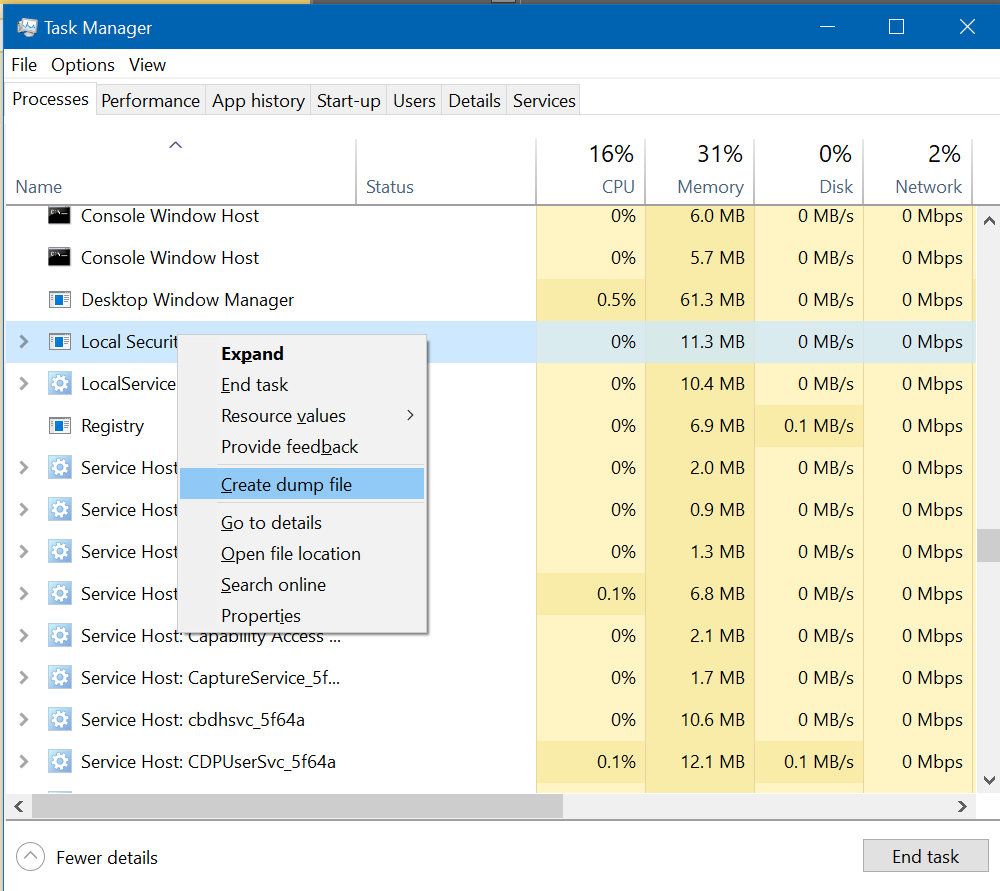 Task Manager
File Options View
Processes Performance App history Start-up Users Details Services
16% 31% 0% 2%
Name Status CPU Memory Disk Network
Console Window Host 0% 6.0 MB 0 MB/s 0 Mbps
Console Window Host 0% 5.7 MB 0 MB/s 0 Mbps
Desktop Window Manager 0.5% 61.3 MB 0 MB/s 0 Mbps
Local Securit 0% 11.3 MB 0 MB/s 0 Mbps
Expand
End task
Resource values
Provide feedback
Create dump file
Go to details
Open file location
Search online
Properties
LocalService 0% 10.4 MB 0 MB/s 0 Mbps
Registry 0% 6.9 MB 0.1 MB/s 0 Mbps
Service Host 0% 2.0 MB 0 MB/s 0 Mbps
Service Host 0% 0.9 MB 0 MB/s 0 Mbps
Service Host 0% 1.3 MB 0 MB/s 0 Mbps
Service Host 0.1% 6.8 MB 0 MB/s 0 Mbps
Service Host: Capability Access ... 0% 2.1 MB 0 MB/s 0 Mbps
Service Host: CaptureService_5f... 0% 1.7 MB 0 MB/s 0 Mbps
Service Host: cbdhsvc_5f64a 0% 10.6 MB 0 MB/s 0 Mbps
Service Host: CDPUserSvc_5f64a 0.1% 12.1 MB 0.1 MB/s 0 Mbps
Fewer details End task